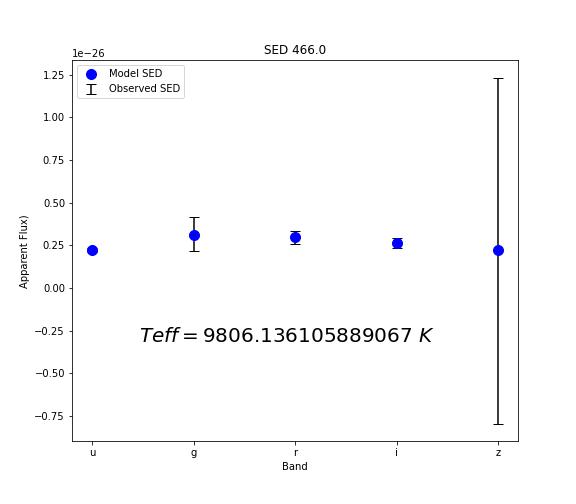 SED 466.0
1e−26
Model SED
Observed SED
1.25
1.00
0.75
0.50
0.25
0.00
−0.25
−0.50
−0.75
Apparent Flux)
Teff = 9806.136105889067 K
u g r i z
Band